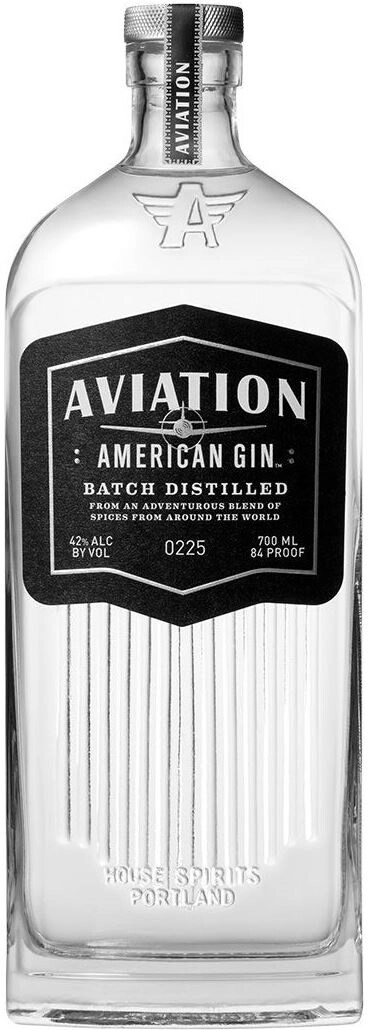 AVIATION
A
AVIATION
AMERICAN GIN™
BATCH DISTILLED
FROM AN ADVENTUROUS BLEND OF
SPICES FROM AROUND THE WORLD
42% ALC
BY VOL
0225
700 ML
84 PROOF
HOUSE SPIRITS
PORTLAND